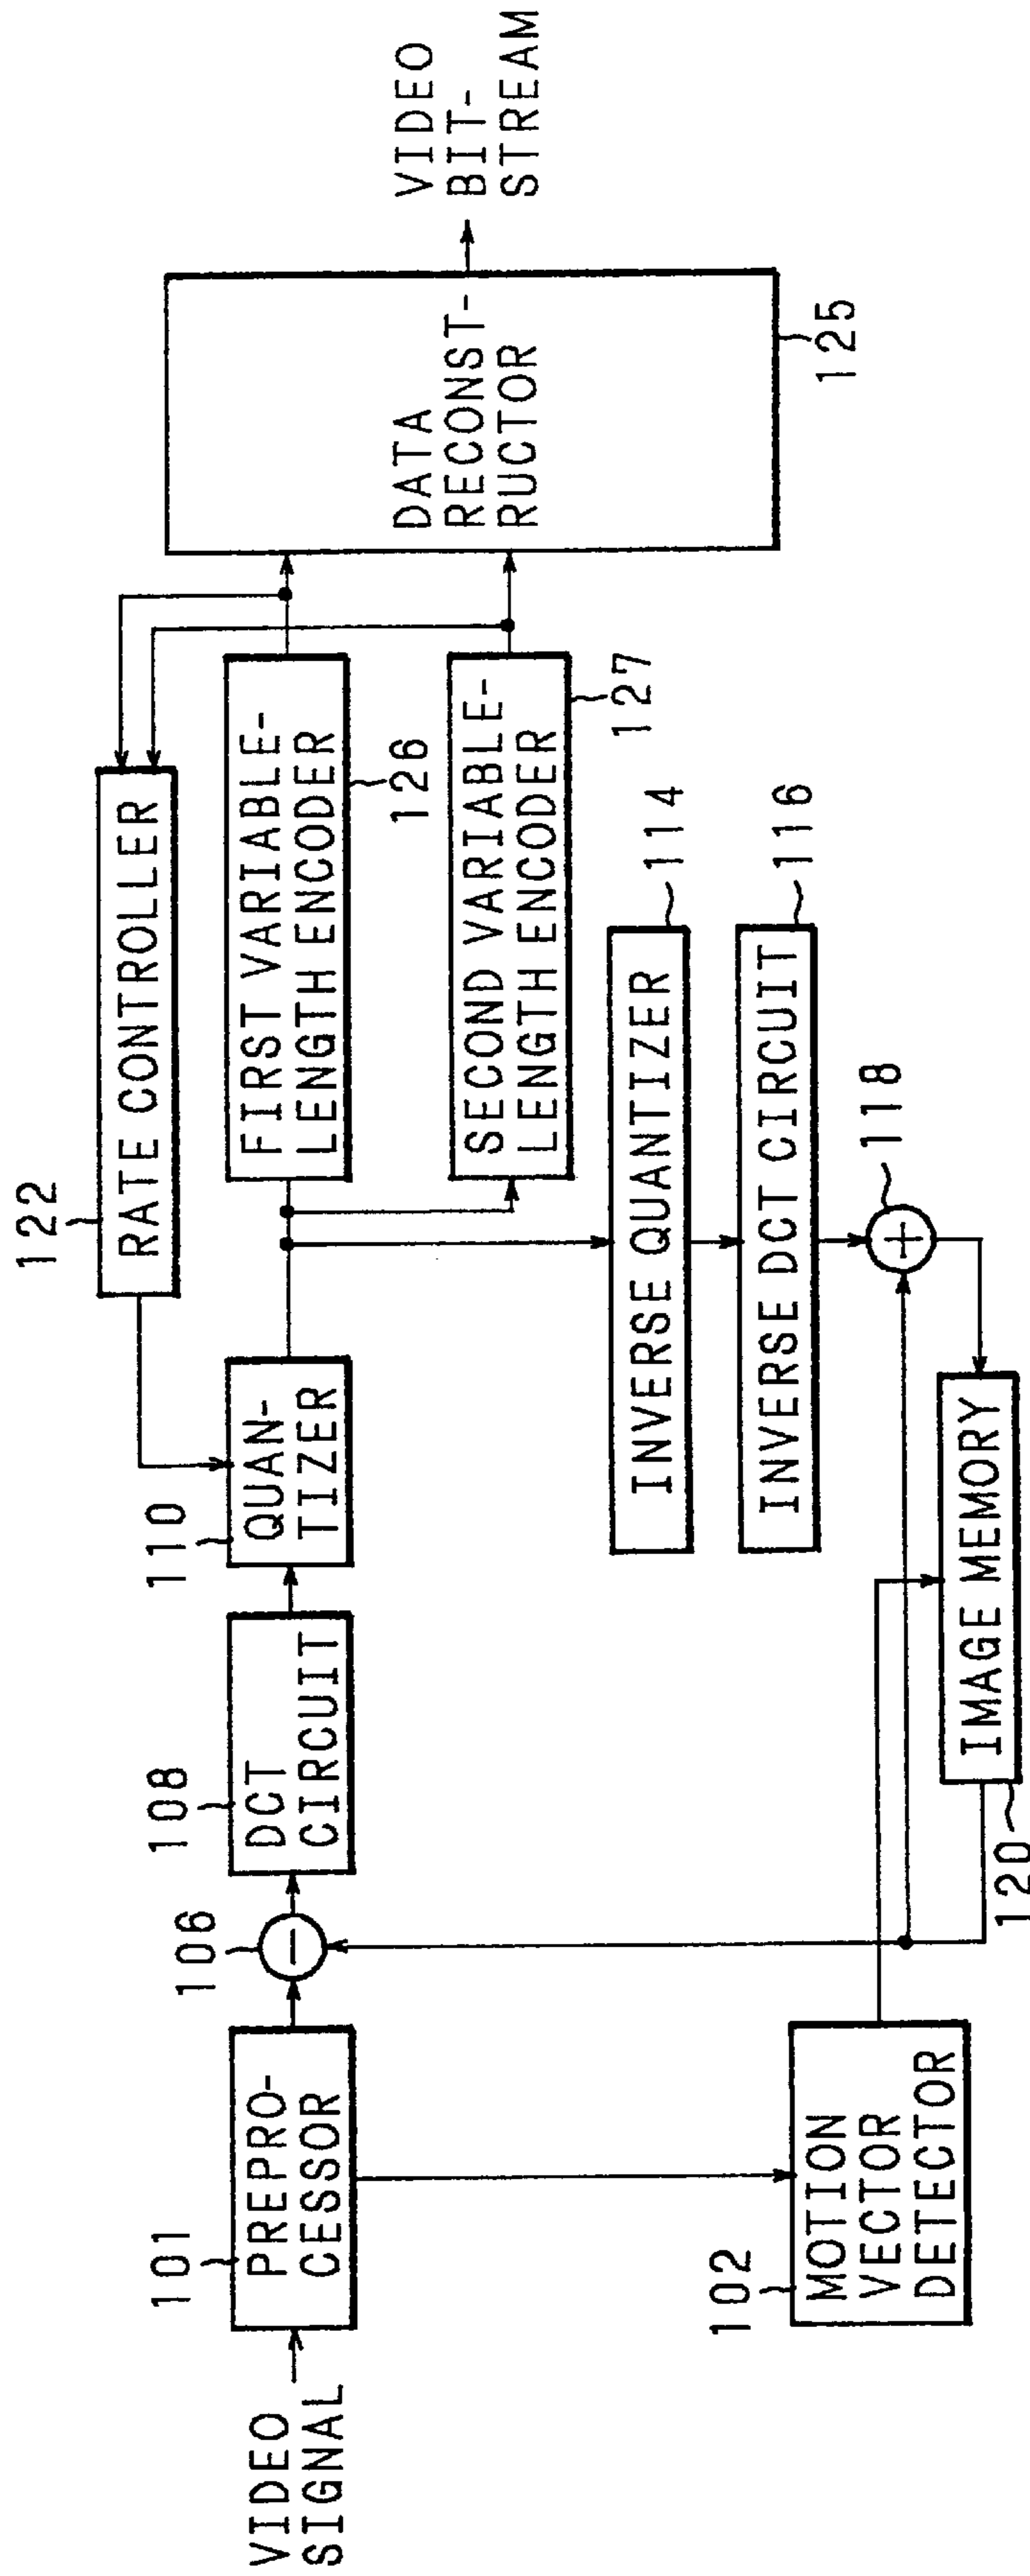 VIDEO
SIGNAL
101
PREPRO-
CESSOR
102
MOTION
VECTOR
DETECTOR
106
108
DCT
CIRCUIT
110
QUAN-
TIZER
122
RATE CONTROLLER
FIRST VARIABLE-
LENGTH ENCODER
126
SECOND VARIABLE-
LENGTH ENCODER
127
INVERSE QUANTIZER
114
INVERSE DCT CIRCUIT
116
118
IMAGE MEMORY
120
DATA
RECONST-
RUCTOR
125
VIDEO
BIT-
STREAM